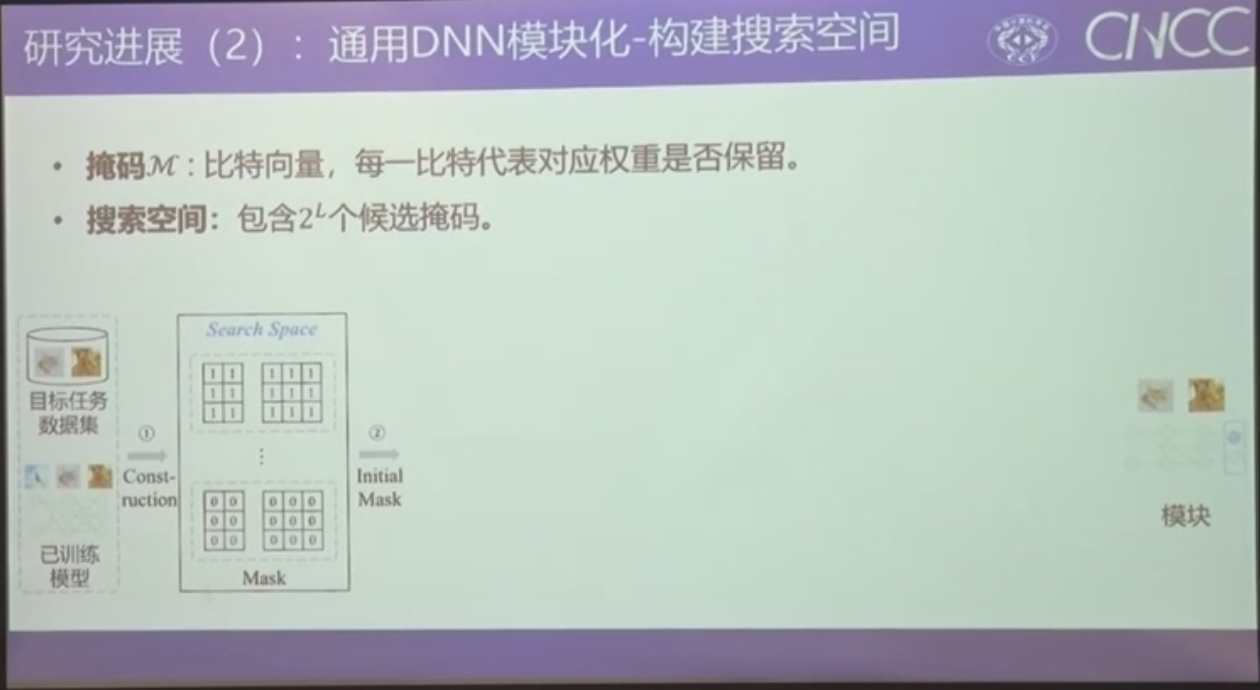 研究进展（2）：通用DNN模块化-构建搜索空间
CNCC
CCF
• 掩码ℳ：比特向量，每一比特代表对应权重是否保留。
• 搜索空间：包含2^L个候选掩码。
目标任务
数据集
已训练
模型
①
Const-
ruction
Search Space
1 1 1 1 1
1 1 1 1 1
1 1 1 1 1
⋮
0 0 0 0 0
0 0 0 0 0
0 0 0 0 0
Mask
②
Initial
Mask
模块